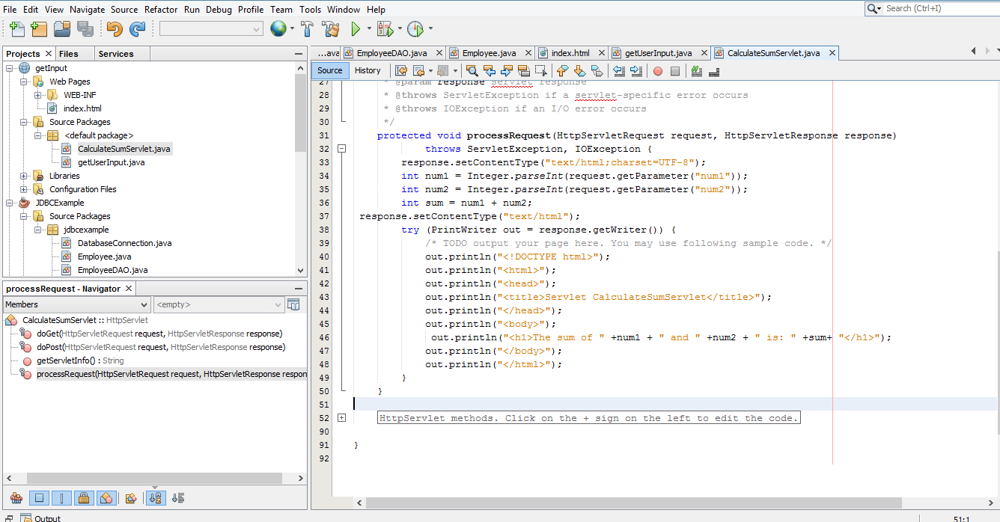 File Edit View Navigate Source Refactor Run Debug Profile Team Tools Window Help
Search (Ctrl+I)
Projects Files Services
getInput
Web Pages
WEB-INF
index.html
Source Packages
<default package>
CalculateSumServlet.java
getUserInput.java
Libraries
Configuration Files
JDBCExample
Source Packages
jdbcexample
DatabaseConnection.java
Employee.java
EmployeeDAO.java
processRequest - Navigator
Members <empty>
CalculateSumServlet :: HttpServlet
doGet(HttpServletRequest request, HttpServletResponse response)
doPost(HttpServletRequest request, HttpServletResponse response)
getServletInfo() : String
processRequest(HttpServletRequest request, HttpServletResponse respon
...ava EmployeeDAO.java Employee.java index.html getUserInput.java CalculateSumServlet.java
Source History
27 * @param response servlet response
28 * @throws ServletException if a servlet-specific error occurs
29 * @throws IOException if an I/O error occurs
30 */
31 protected void processRequest(HttpServletRequest request, HttpServletResponse response)
32 throws ServletException, IOException {
33 response.setContentType("text/html;charset=UTF-8");
34 int num1 = Integer.parseInt(request.getParameter("num1"));
35 int num2 = Integer.parseInt(request.getParameter("num2"));
36 int sum = num1 + num2;
37 response.setContentType("text/html");
38 try (PrintWriter out = response.getWriter()) {
39 /* TODO output your page here. You may use following sample code. */
40 out.println("<!DOCTYPE html>");
41 out.println("<html>");
42 out.println("<head>");
43 out.println("<title>Servlet CalculateSumServlet</title>");
44 out.println("</head>");
45 out.println("<body>");
46 out.println("<h1>The sum of " +num1 + " and " +num2 + " is: " +sum+ "</h1>");
47 out.println("</body>");
48 out.println("</html>");
49 }
50 }
51
52 HttpServlet methods. Click on the + sign on the left to edit the code.
90
91 }
92
Output
51:1